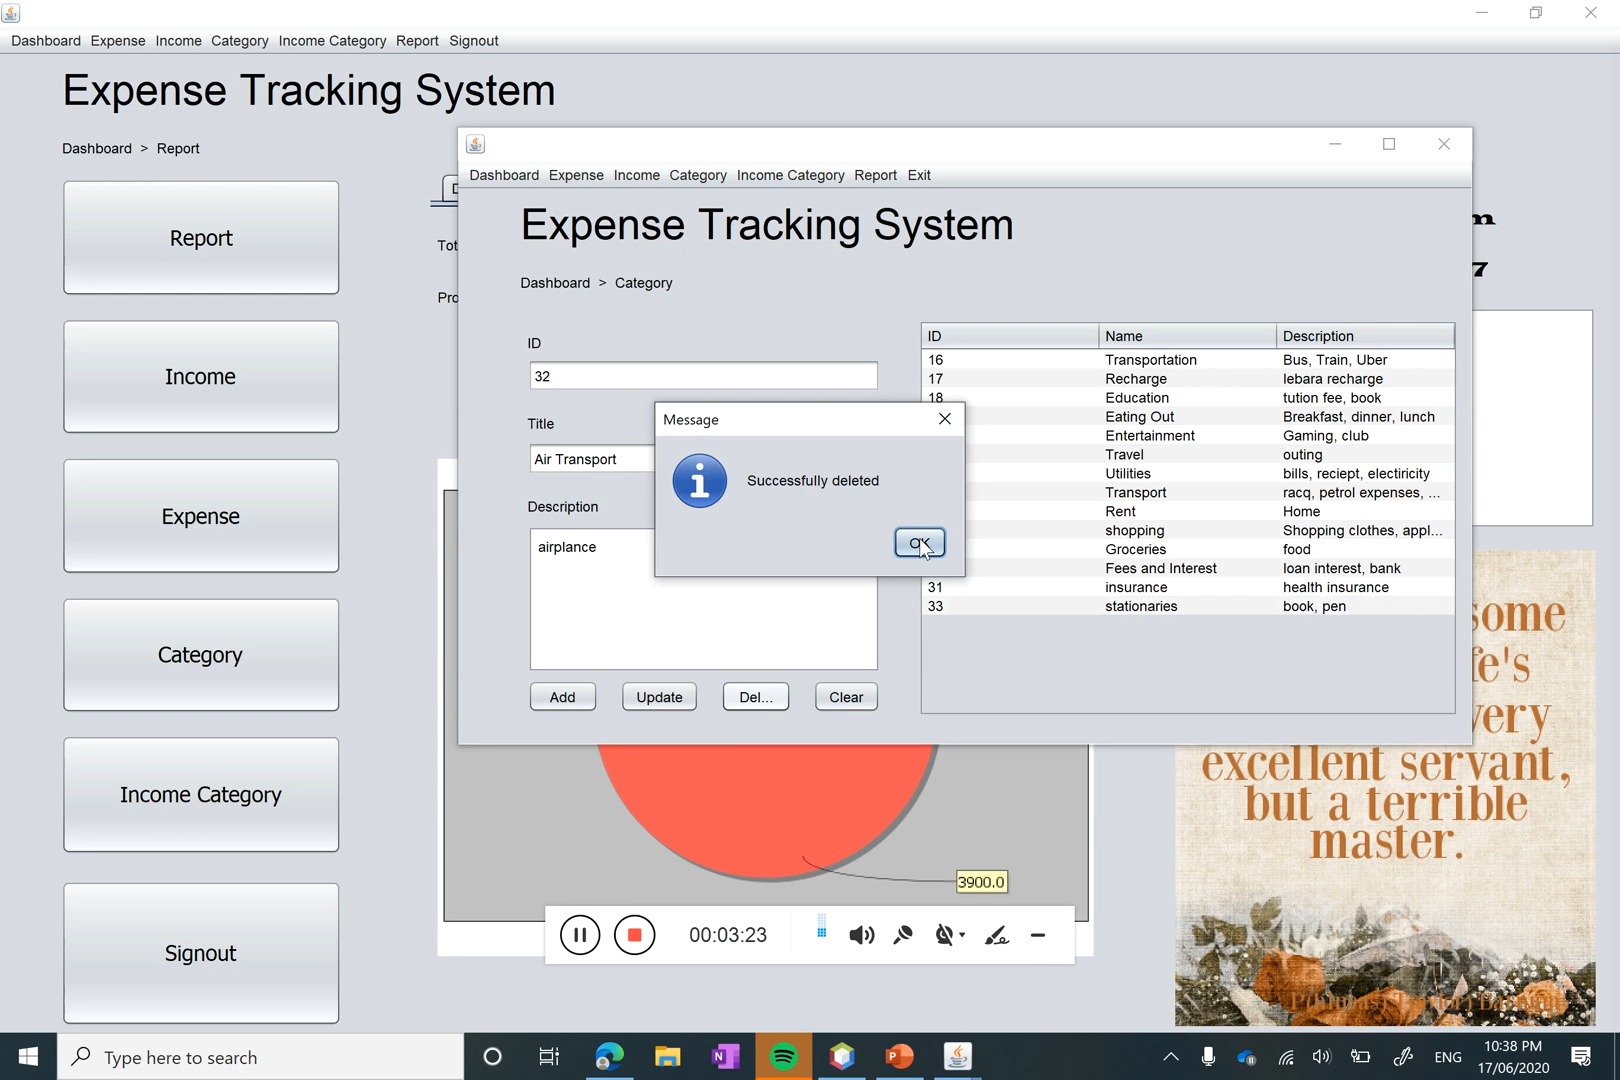 Dashboard Expense Income Category Income Category Report Signout
Expense Tracking System
Dashboard > Report
Report
Income
Expense
Category
Income Category
Signout
Dashboard Expense Income Category Income Category Report Exit
Expense Tracking System
Dashboard > Category
ID
32
Title
Air Transport
Description
airplance
Add Update Del... Clear
ID Name Description
16 Transportation Bus, Train, Uber
17 Recharge lebara recharge
18 Education tution fee, book
Eating Out Breakfast, dinner, lunch
Entertainment Gaming, club
Travel outing
Utilities bills, reciept, electricity
Transport racq, petrol expenses, ...
Rent Home
shopping Shopping clothes, appl...
Groceries food
Fees and Interest loan interest, bank
31 insurance health insurance
33 stationaries book, pen
Message
Successfully deleted
OK
Tot
Pro
m
7
3900.0
00:03:23
some
fe's
very
excellent servant,
but a terrible
master.
Type here to search
ENG
10:38 PM
17/06/2020